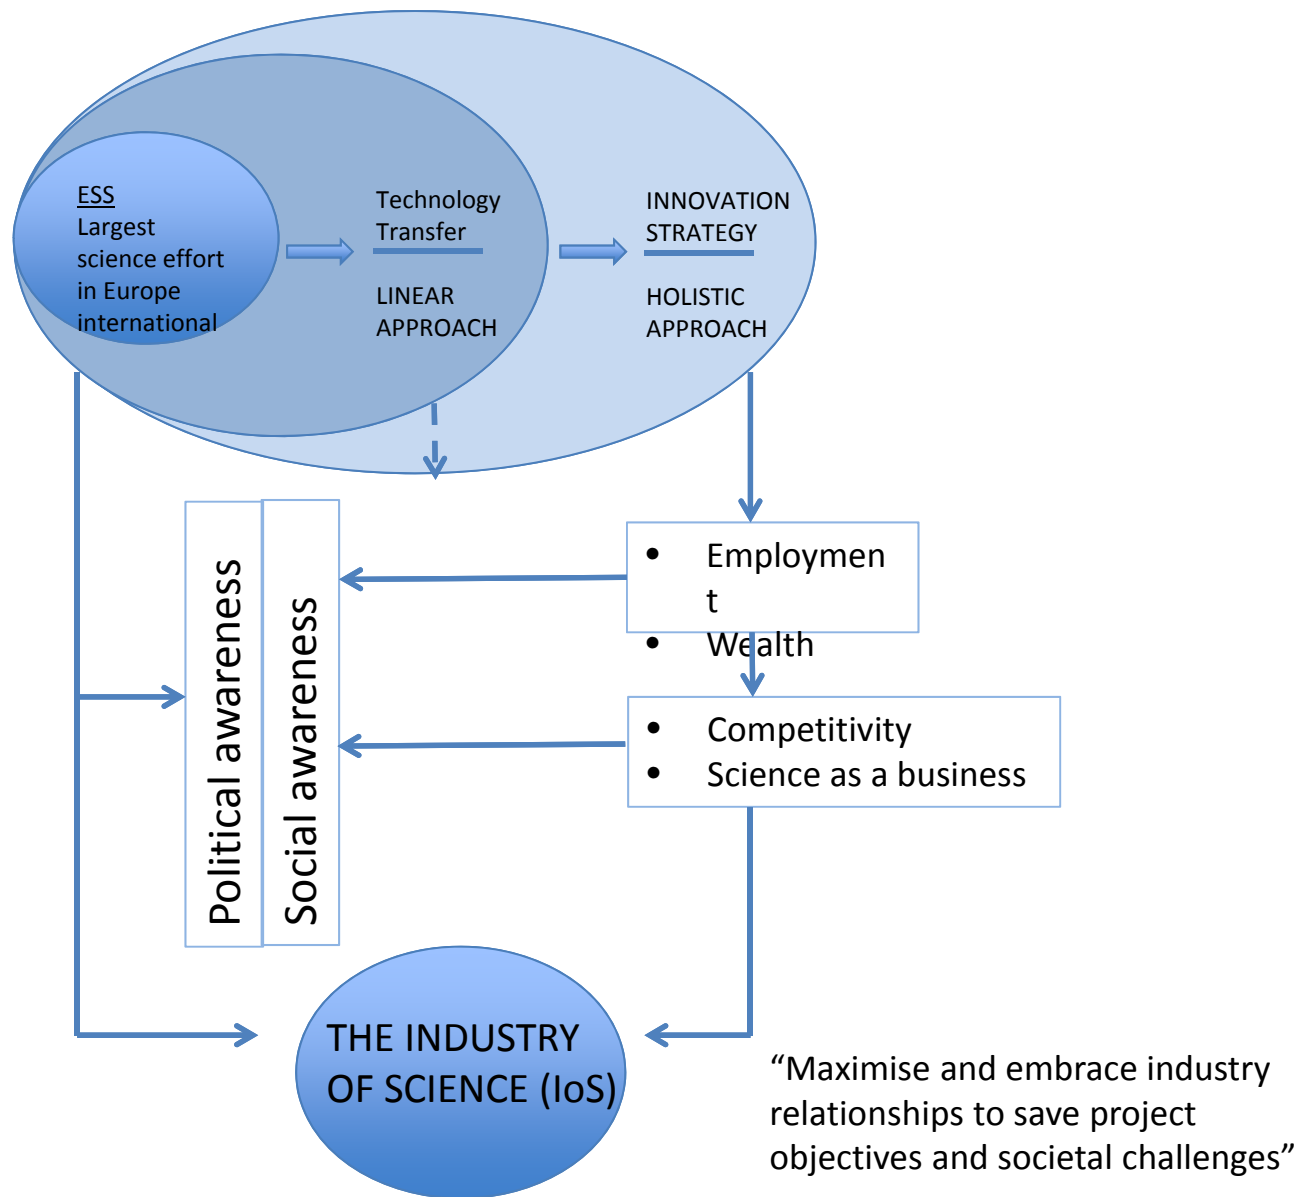 ESS
Largest
science effort
in Europe
international
Technology
Transfer
LINEAR
APPROACH
INNOVATION
STRATEGY
HOLISTIC
APPROACH
Political awareness
Social awareness
• Employmen
t
• Wealth
• Competitivity
• Science as a business
THE INDUSTRY
OF SCIENCE (IoS)
“Maximise and embrace industry
relationships to save project
objectives and societal challenges”